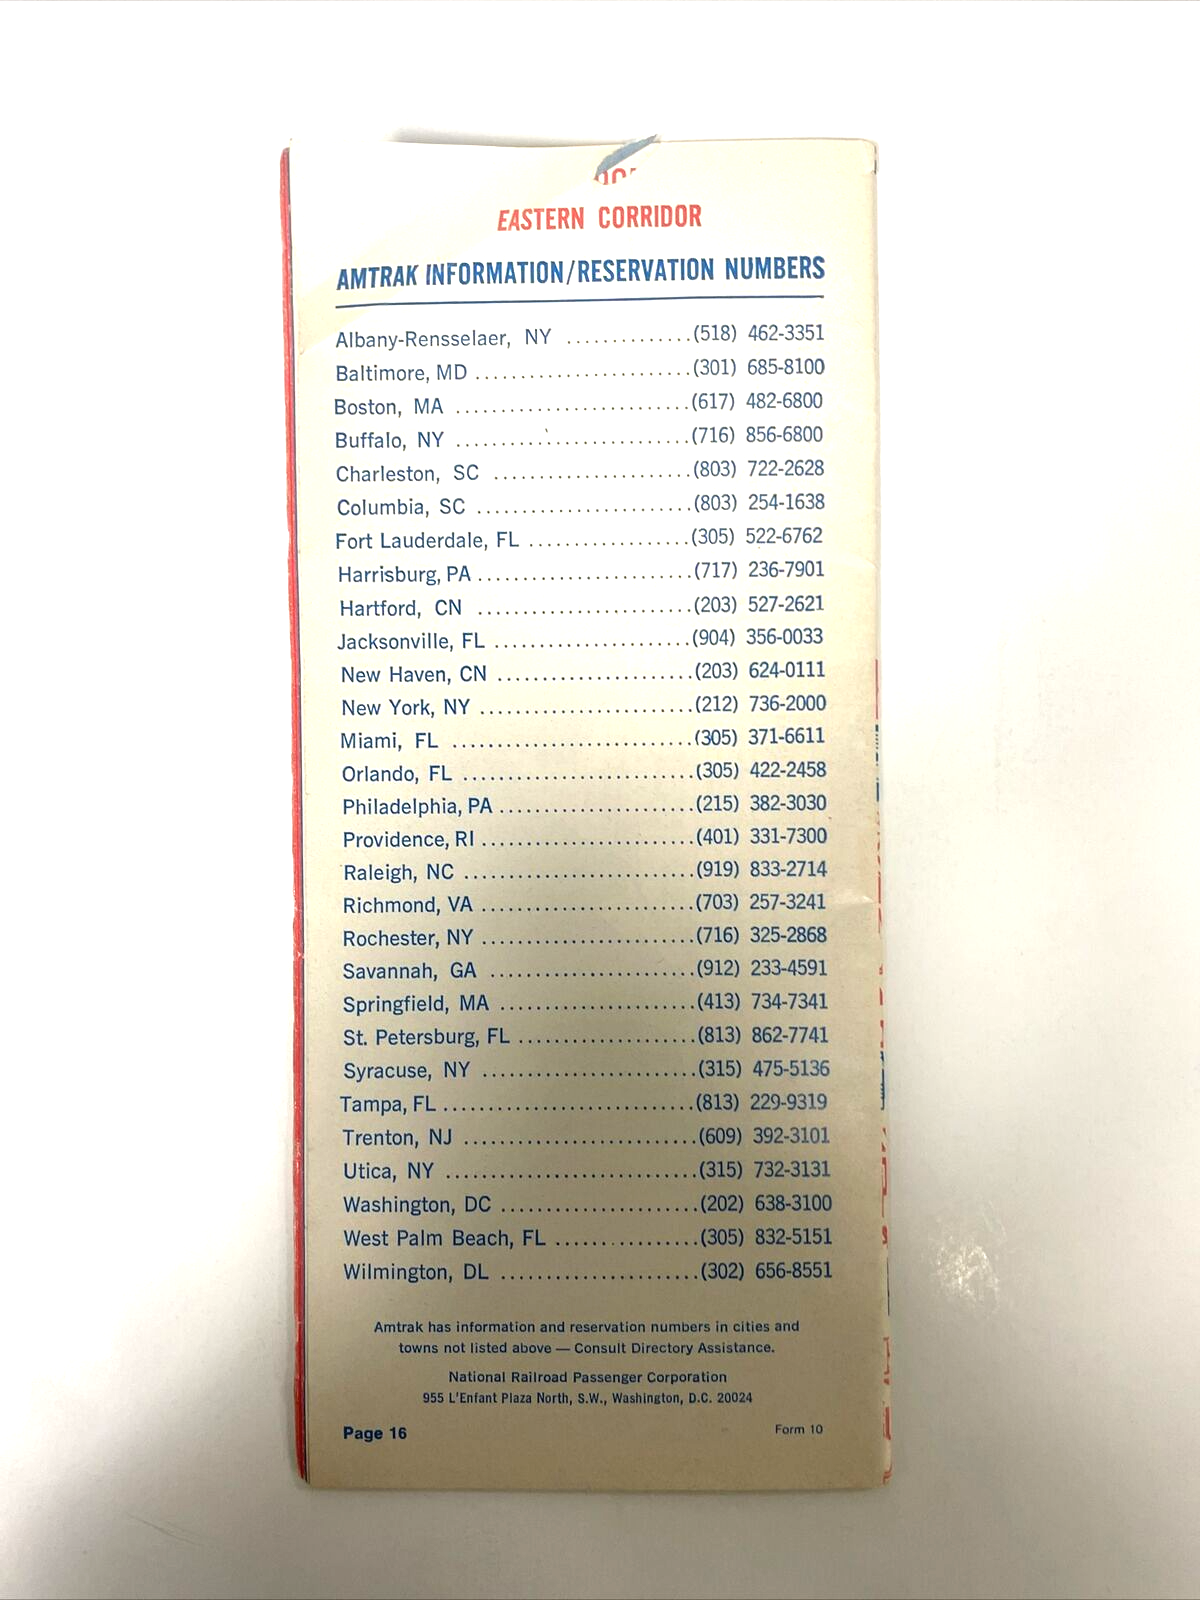 EASTERN CORRIDOR
AMTRAK INFORMATION/RESERVATION NUMBERS
Albany-Rensselaer, NY ..............(518) 462-3351
Baltimore, MD ........................(301) 685-8100
Boston, MA ..........................(617) 482-6800
Buffalo, NY ..........................(716) 856-6800
Charleston, SC ......................(803) 722-2628
Columbia, SC ........................(803) 254-1638
Fort Lauderdale, FL ..................(305) 522-6762
Harrisburg, PA ........................(717) 236-7901
Hartford, CN ........................(203) 527-2621
Jacksonville, FL ......................(904) 356-0033
New Haven, CN ......................(203) 624-0111
New York, NY ........................(212) 736-2000
Miami, FL ...........................(305) 371-6611
Orlando, FL ..........................(305) 422-2458
Philadelphia, PA ......................(215) 382-3030
Providence, RI ........................(401) 331-7300
Raleigh, NC ..........................(919) 833-2714
Richmond, VA ........................(703) 257-3241
Rochester, NY ........................(716) 325-2868
Savannah, GA .......................(912) 233-4591
Springfield, MA ......................(413) 734-7341
St. Petersburg, FL ....................(813) 862-7741
Syracuse, NY ........................(315) 475-5136
Tampa, FL ............................(813) 229-9319
Trenton, NJ ..........................(609) 392-3101
Utica, NY ............................(315) 732-3131
Washington, DC ......................(202) 638-3100
West Palm Beach, FL ................(305) 832-5151
Wilmington, DL ......................(302) 656-8551
Amtrak has information and reservation numbers in cities and
towns not listed above — Consult Directory Assistance.
National Railroad Passenger Corporation
955 L'Enfant Plaza North, S.W., Washington, D.C. 20024
Page 16 Form 10